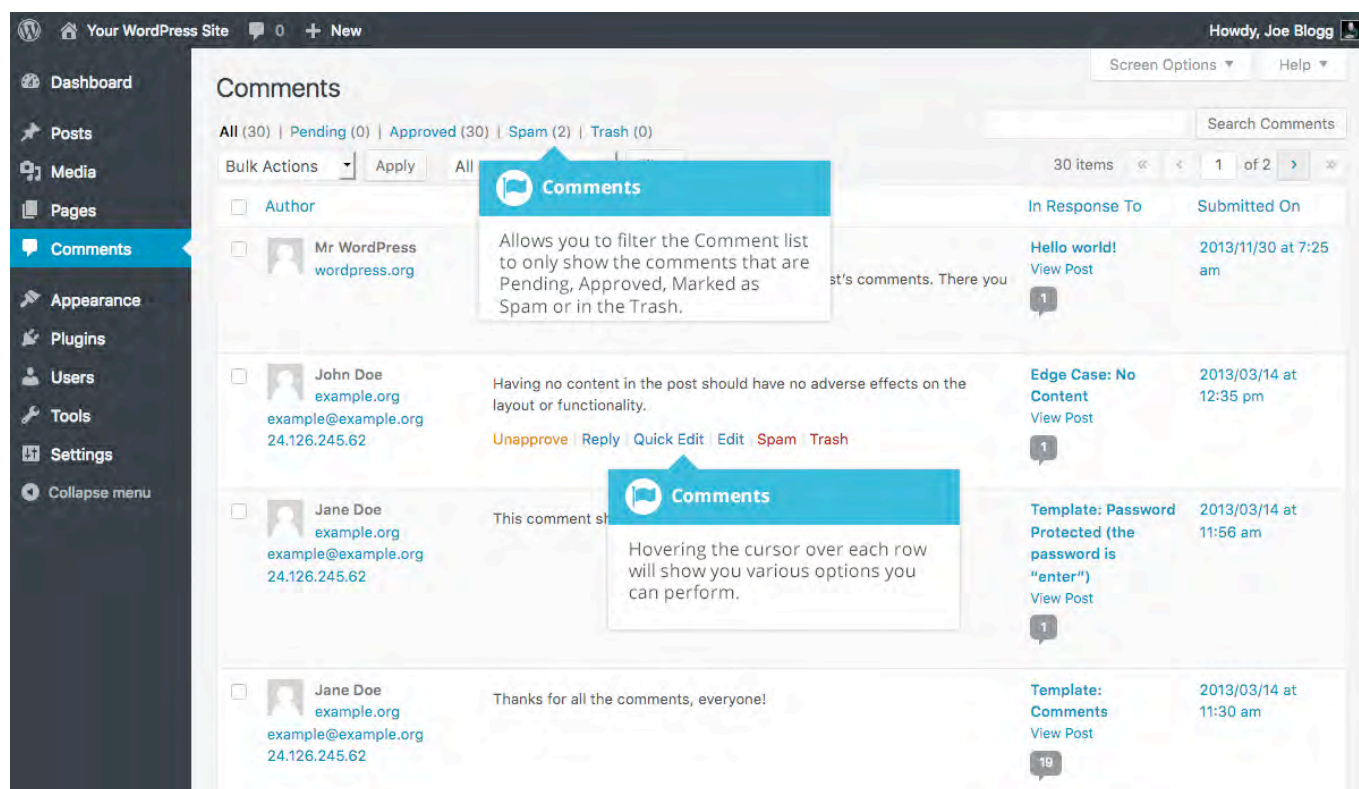 Your WordPress Site 0 + New Howdy, Joe Blogg
Screen Options Help
Dashboard
Posts
Media
Pages
Comments
Appearance
Plugins
Users
Tools
Settings
Collapse menu
Comments
All (30) | Pending (0) | Approved (30) | Spam (2) | Trash (0)
Search Comments
Bulk Actions Apply All
30 items « ‹ 1 of 2 › »
Author In Response To Submitted On
Comments
Allows you to filter the Comment list
to only show the comments that are
Pending, Approved, Marked as
Spam or in the Trash.
Mr WordPress
wordpress.org
st's comments. There you
Hello world!
View Post
1
2013/11/30 at 7:25
am
John Doe
example.org
example@example.org
24.126.245.62
Having no content in the post should have no adverse effects on the
layout or functionality.
Unapprove | Reply | Quick Edit | Edit | Spam | Trash
Edge Case: No
Content
View Post
1
2013/03/14 at
12:35 pm
Comments
Hovering the cursor over each row
will show you various options you
can perform.
Jane Doe
example.org
example@example.org
24.126.245.62
This comment sh
Template: Password
Protected (the
password is
“enter”)
View Post
1
2013/03/14 at
11:56 am
Jane Doe
example.org
example@example.org
24.126.245.62
Thanks for all the comments, everyone!
Template:
Comments
View Post
19
2013/03/14 at
11:30 am